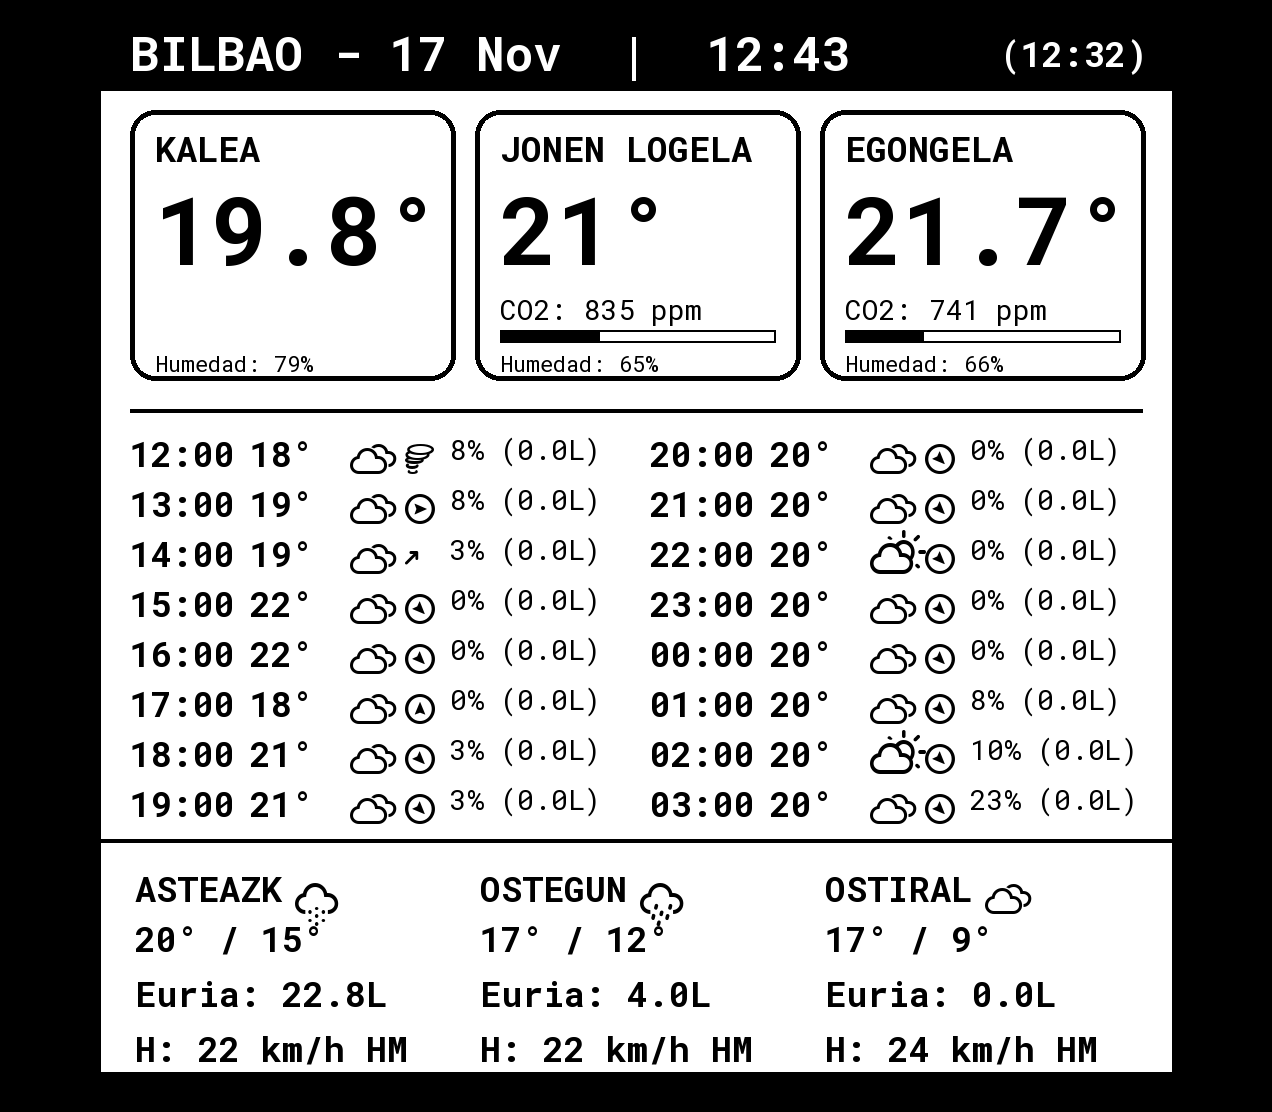 BILBAO - 17 Nov | 12:43 (12:32)
KALEA
19.8°
Humedad: 79%
JONEN LOGELA
21°
CO2: 835 ppm
Humedad: 65%
EGONGELA
21.7°
CO2: 741 ppm
Humedad: 66%
12:00 18° 8% (0.0L)
13:00 19° 8% (0.0L)
14:00 19° 3% (0.0L)
15:00 22° 0% (0.0L)
16:00 22° 0% (0.0L)
17:00 18° 0% (0.0L)
18:00 21° 3% (0.0L)
19:00 21° 3% (0.0L)
20:00 20° 0% (0.0L)
21:00 20° 0% (0.0L)
22:00 20° 0% (0.0L)
23:00 20° 0% (0.0L)
00:00 20° 0% (0.0L)
01:00 20° 8% (0.0L)
02:00 20° 10% (0.0L)
03:00 20° 23% (0.0L)
ASTEAZK
20° / 15°
Euria: 22.8L
H: 22 km/h HM
OSTEGUN
17° / 12°
Euria: 4.0L
H: 22 km/h HM
OSTIRAL
17° / 9°
Euria: 0.0L
H: 24 km/h HM